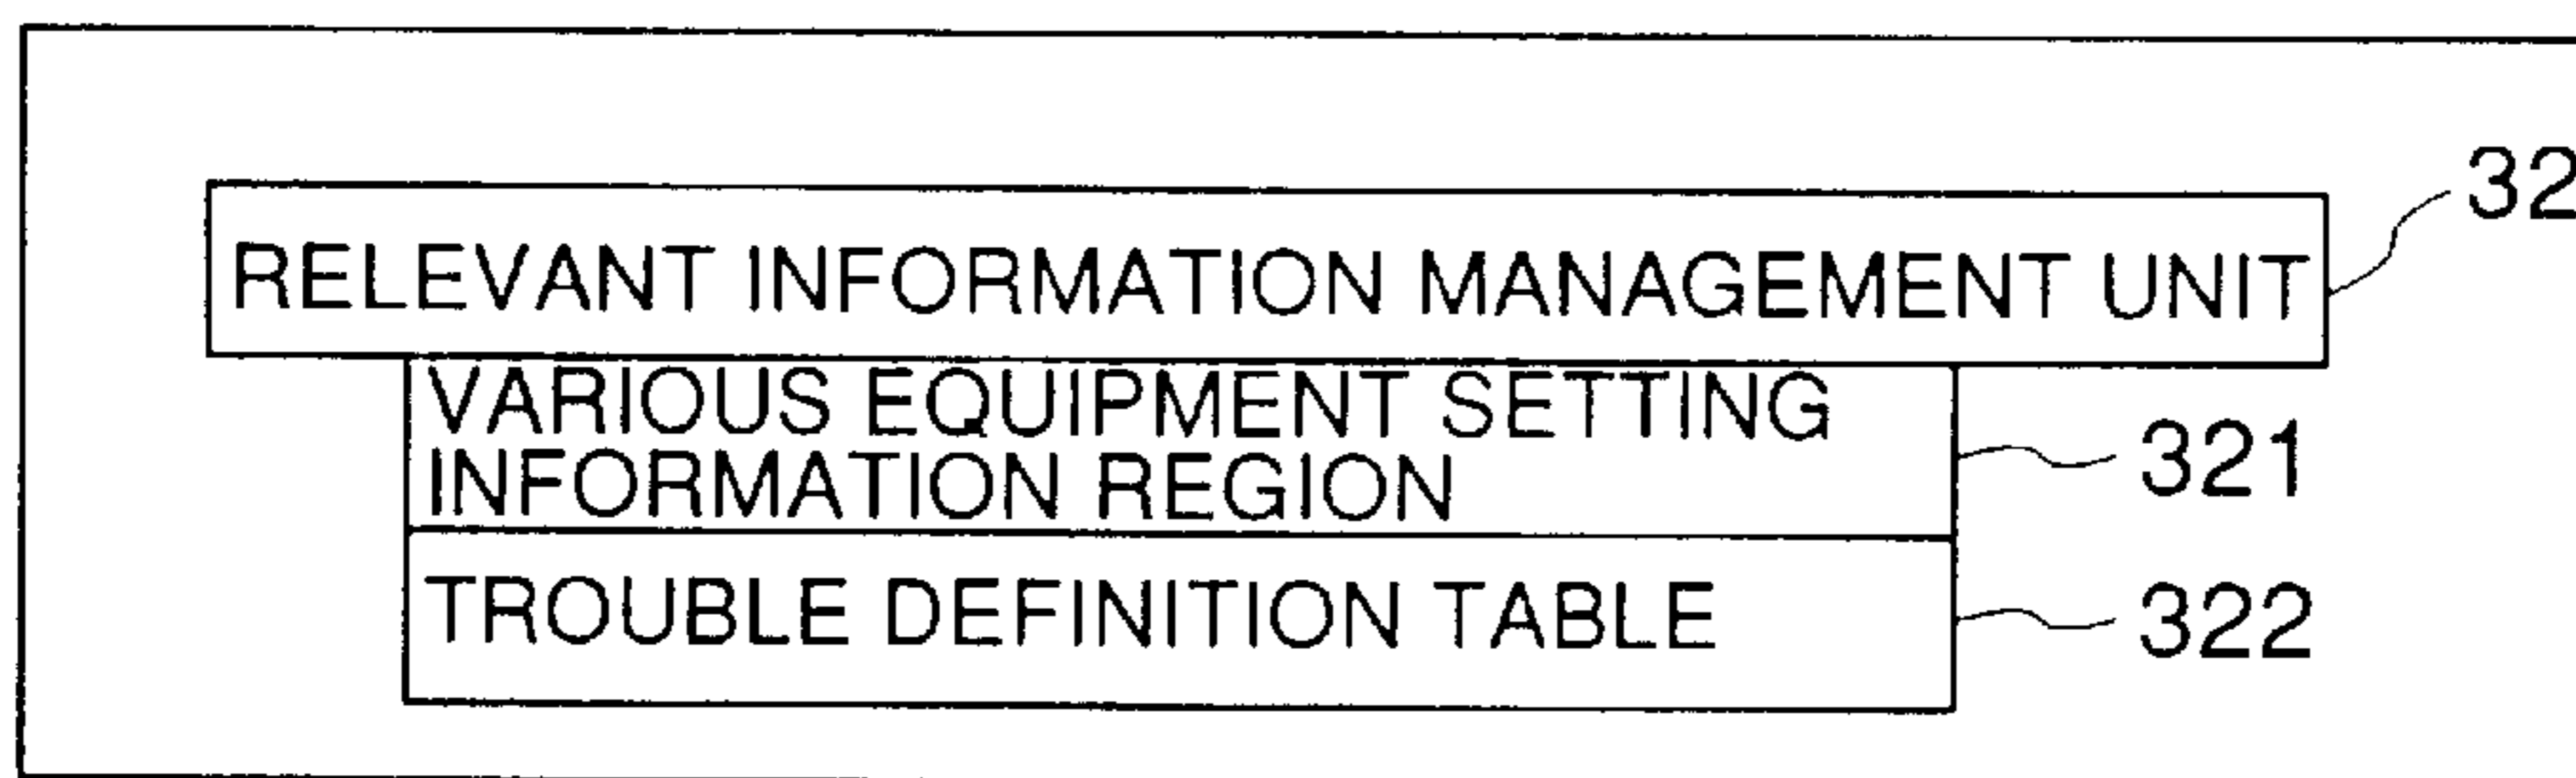 32
RELEVANT INFORMATION MANAGEMENT UNIT
VARIOUS EQUIPMENT SETTING
INFORMATION REGION
321
TROUBLE DEFINITION TABLE
322